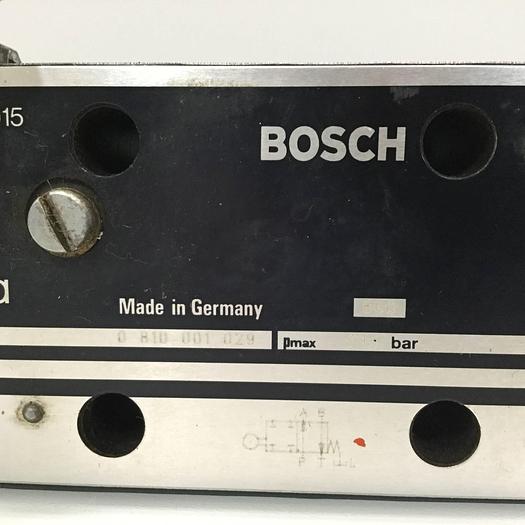 15
BOSCH
a
Made in Germany
0 810 001 029
pmax bar
A B
P T L